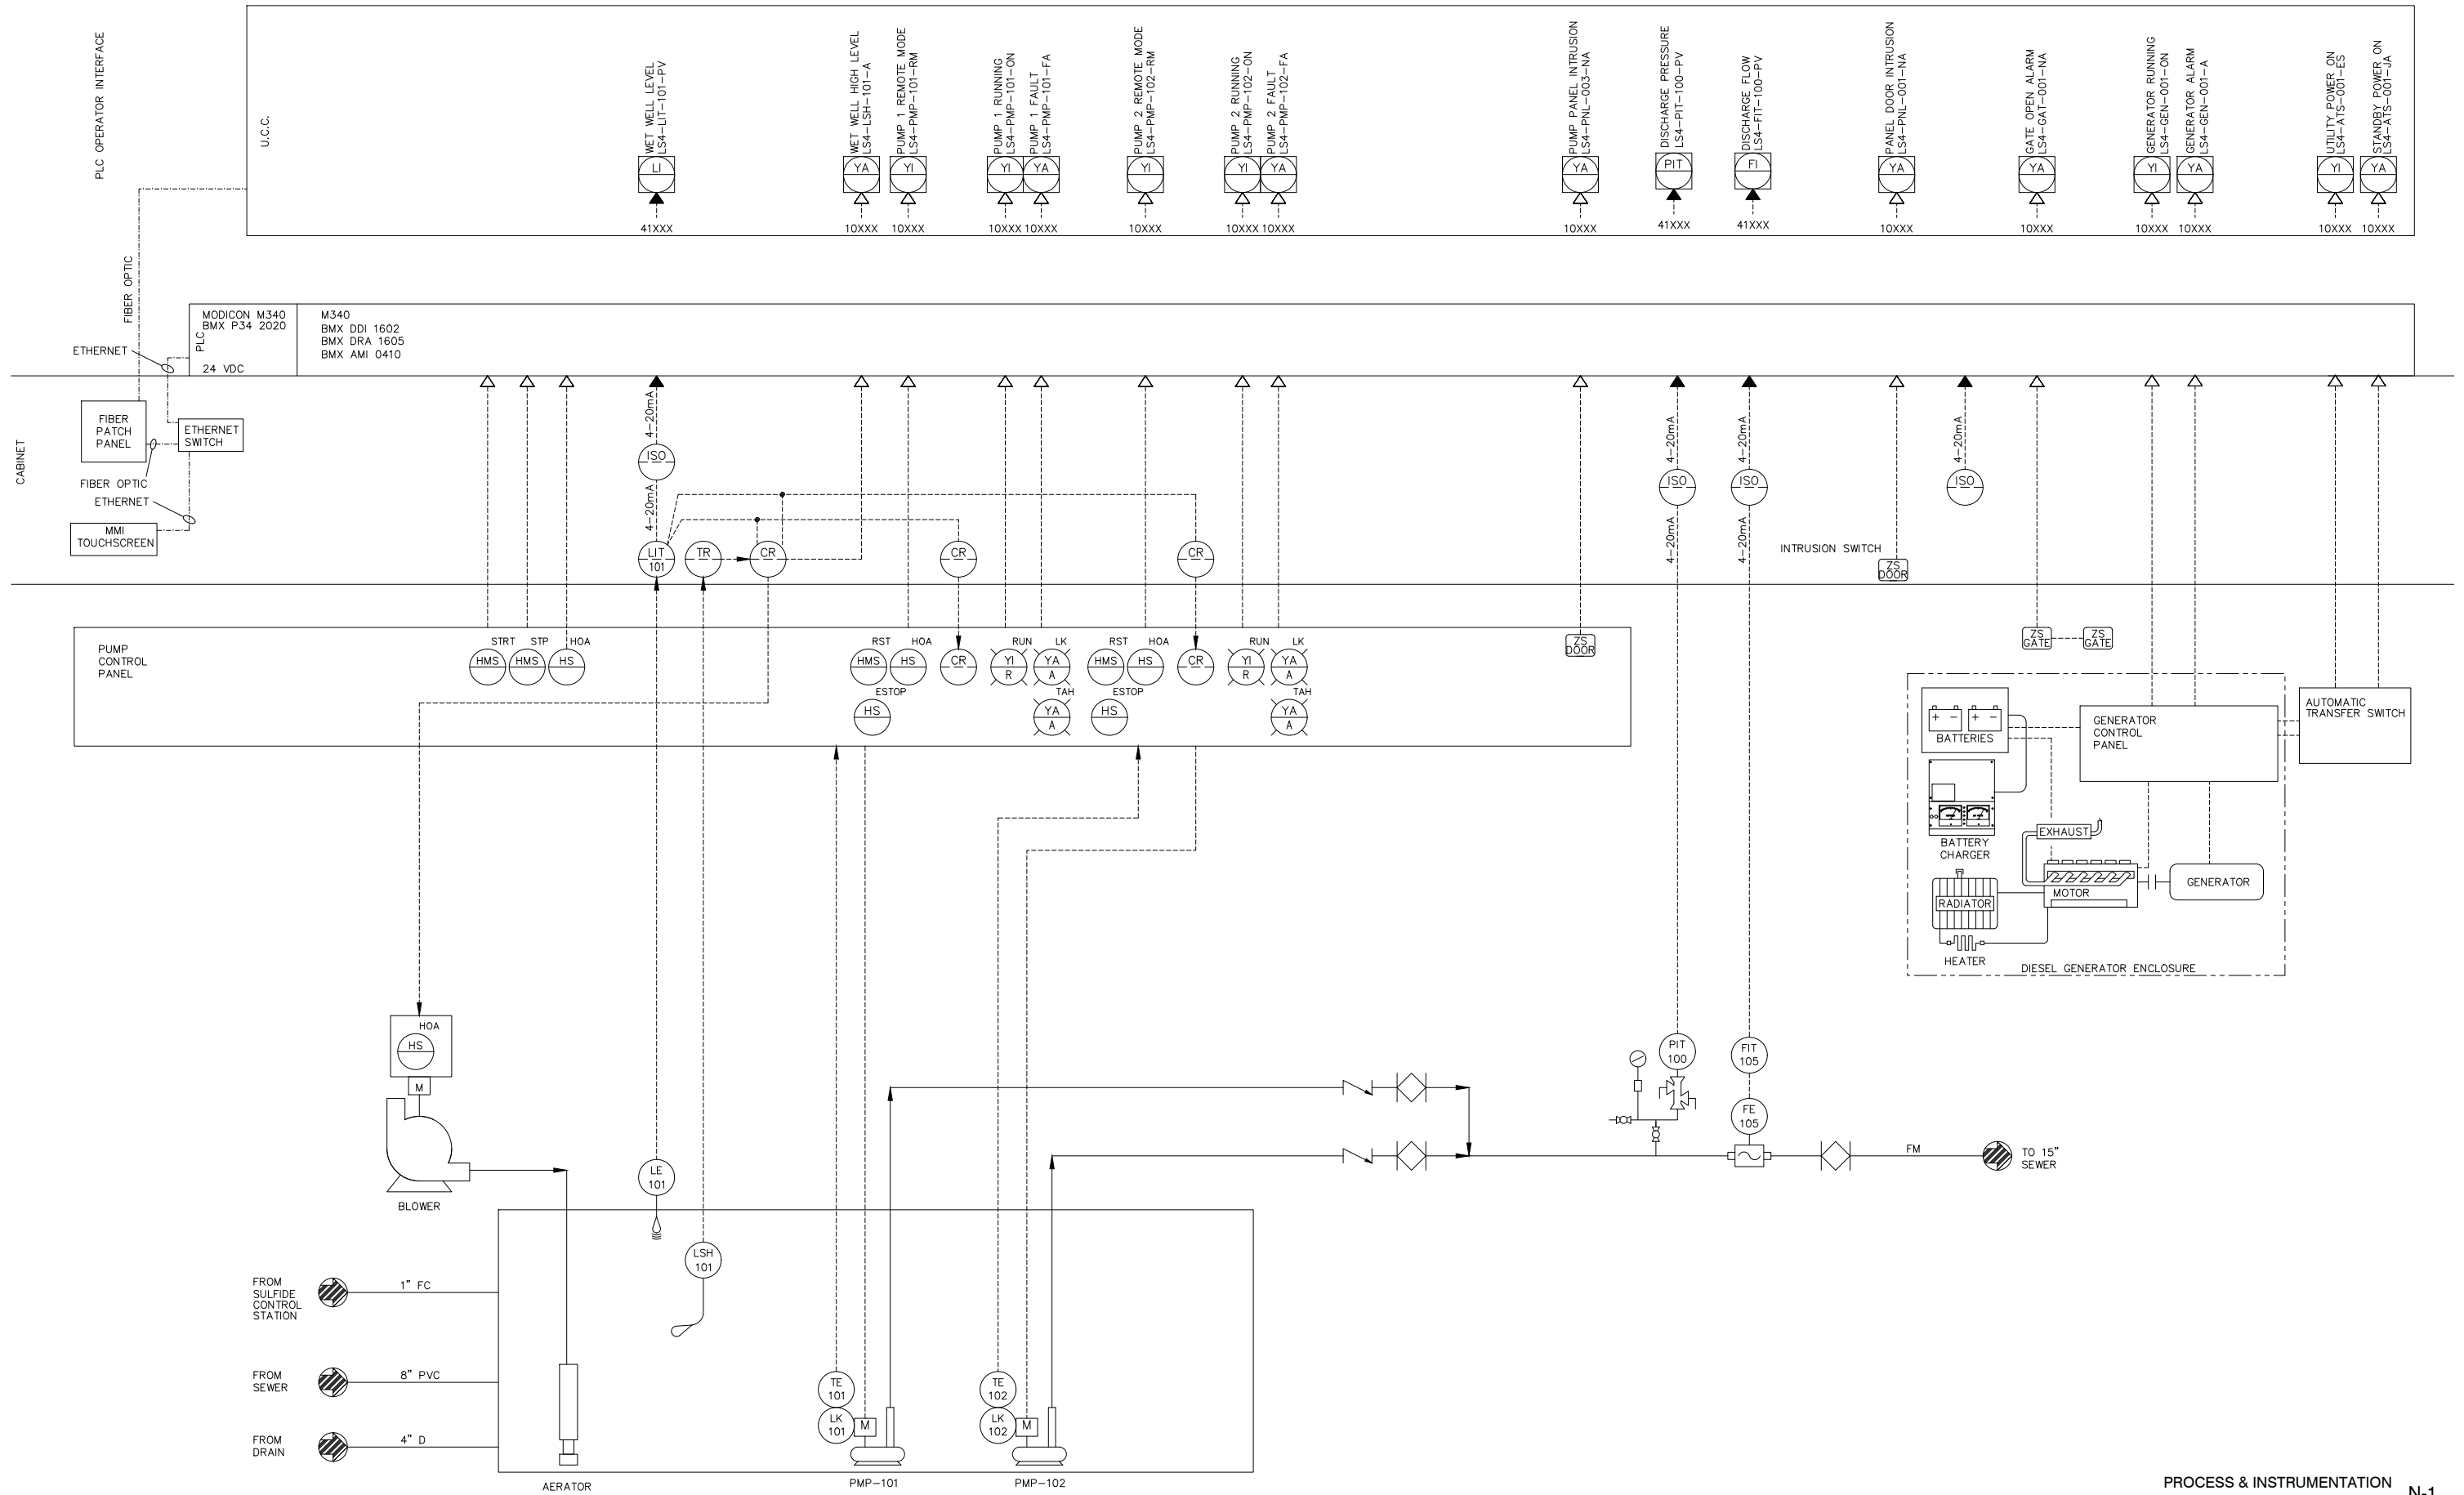 PLC OPERATOR INTERFACE
U.C.C.
WET WELL LEVEL
LS4-LIT-101-PV
LI
41XXX
WET WELL HIGH LEVEL
LS4-LSH-101-A
YA
10XXX
PUMP 1 REMOTE MODE
LS4-PMP-101-RM
YI
10XXX
PUMP 1 RUNNING
LS4-PMP-101-ON
YI
10XXX
PUMP 1 FAULT
LS4-PMP-101-FA
YA
10XXX
PUMP 2 REMOTE MODE
LS4-PMP-102-RM
YI
10XXX
PUMP 2 RUNNING
LS4-PMP-102-ON
YI
10XXX
PUMP 2 FAULT
LS4-PMP-102-FA
YA
10XXX
PUMP PANEL INTRUSION
LS4-PNL-003-NA
YA
10XXX
DISCHARGE PRESSURE
LS4-PIT-100-PV
PIT
41XXX
DISCHARGE FLOW
LS4-FIT-100-PV
FI
41XXX
PANEL DOOR INTRUSION
LS4-PNL-001-NA
YA
10XXX
GATE OPEN ALARM
LS4-GAT-001-NA
YA
10XXX
GENERATOR RUNNING
LS4-GEN-001-ON
YI
10XXX
GENERATOR ALARM
LS4-GEN-001-A
YA
10XXX
UTILITY POWER ON
LS4-ATS-001-ES
YI
10XXX
STANDBY POWER ON
LS4-ATS-001-JA
YA
10XXX
FIBER OPTIC
MODICON M340
BMX P34 2020
PLC
24 VDC
M340
BMX DDI 1602
BMX DRA 1605
BMX AMI 0410
ETHERNET
CABINET
FIBER
PATCH
PANEL
ETHERNET
SWITCH
FIBER OPTIC
ETHERNET
MMI
TOUCHSCREEN
4-20mA
ISO
4-20mA
LIT
101
TR
CR
CR
CR
4-20mA
ISO
4-20mA
4-20mA
ISO
4-20mA
INTRUSION SWITCH
ZS
DOOR
4-20mA
ISO
PUMP
CONTROL
PANEL
STRT
HMS
STP
HMS
HOA
HS
RST
HMS
HOA
HS
ESTOP
HS
CR
RUN
YI
R
LK
YA
A
TAH
YA
A
RST
HMS
HOA
HS
ESTOP
HS
CR
RUN
YI
R
LK
YA
A
TAH
YA
A
ZS
DOOR
ZS
GATE
ZS
GATE
BATTERIES
+ -
+ -
GENERATOR
CONTROL
PANEL
AUTOMATIC
TRANSFER SWITCH
BATTERY
CHARGER
EXHAUST
MOTOR
GENERATOR
RADIATOR
HEATER
DIESEL GENERATOR ENCLOSURE
HOA
HS
M
BLOWER
LE
101
LSH
101
PIT
100
FIT
105
FE
105
FM
TO 15"
SEWER
FROM
SULFIDE
CONTROL
STATION
1" FC
FROM
SEWER
8" PVC
FROM
DRAIN
4" D
AERATOR
TE
101
LK
101
M
PMP-101
TE
102
LK
102
M
PMP-102
PROCESS & INSTRUMENTATION
N-1